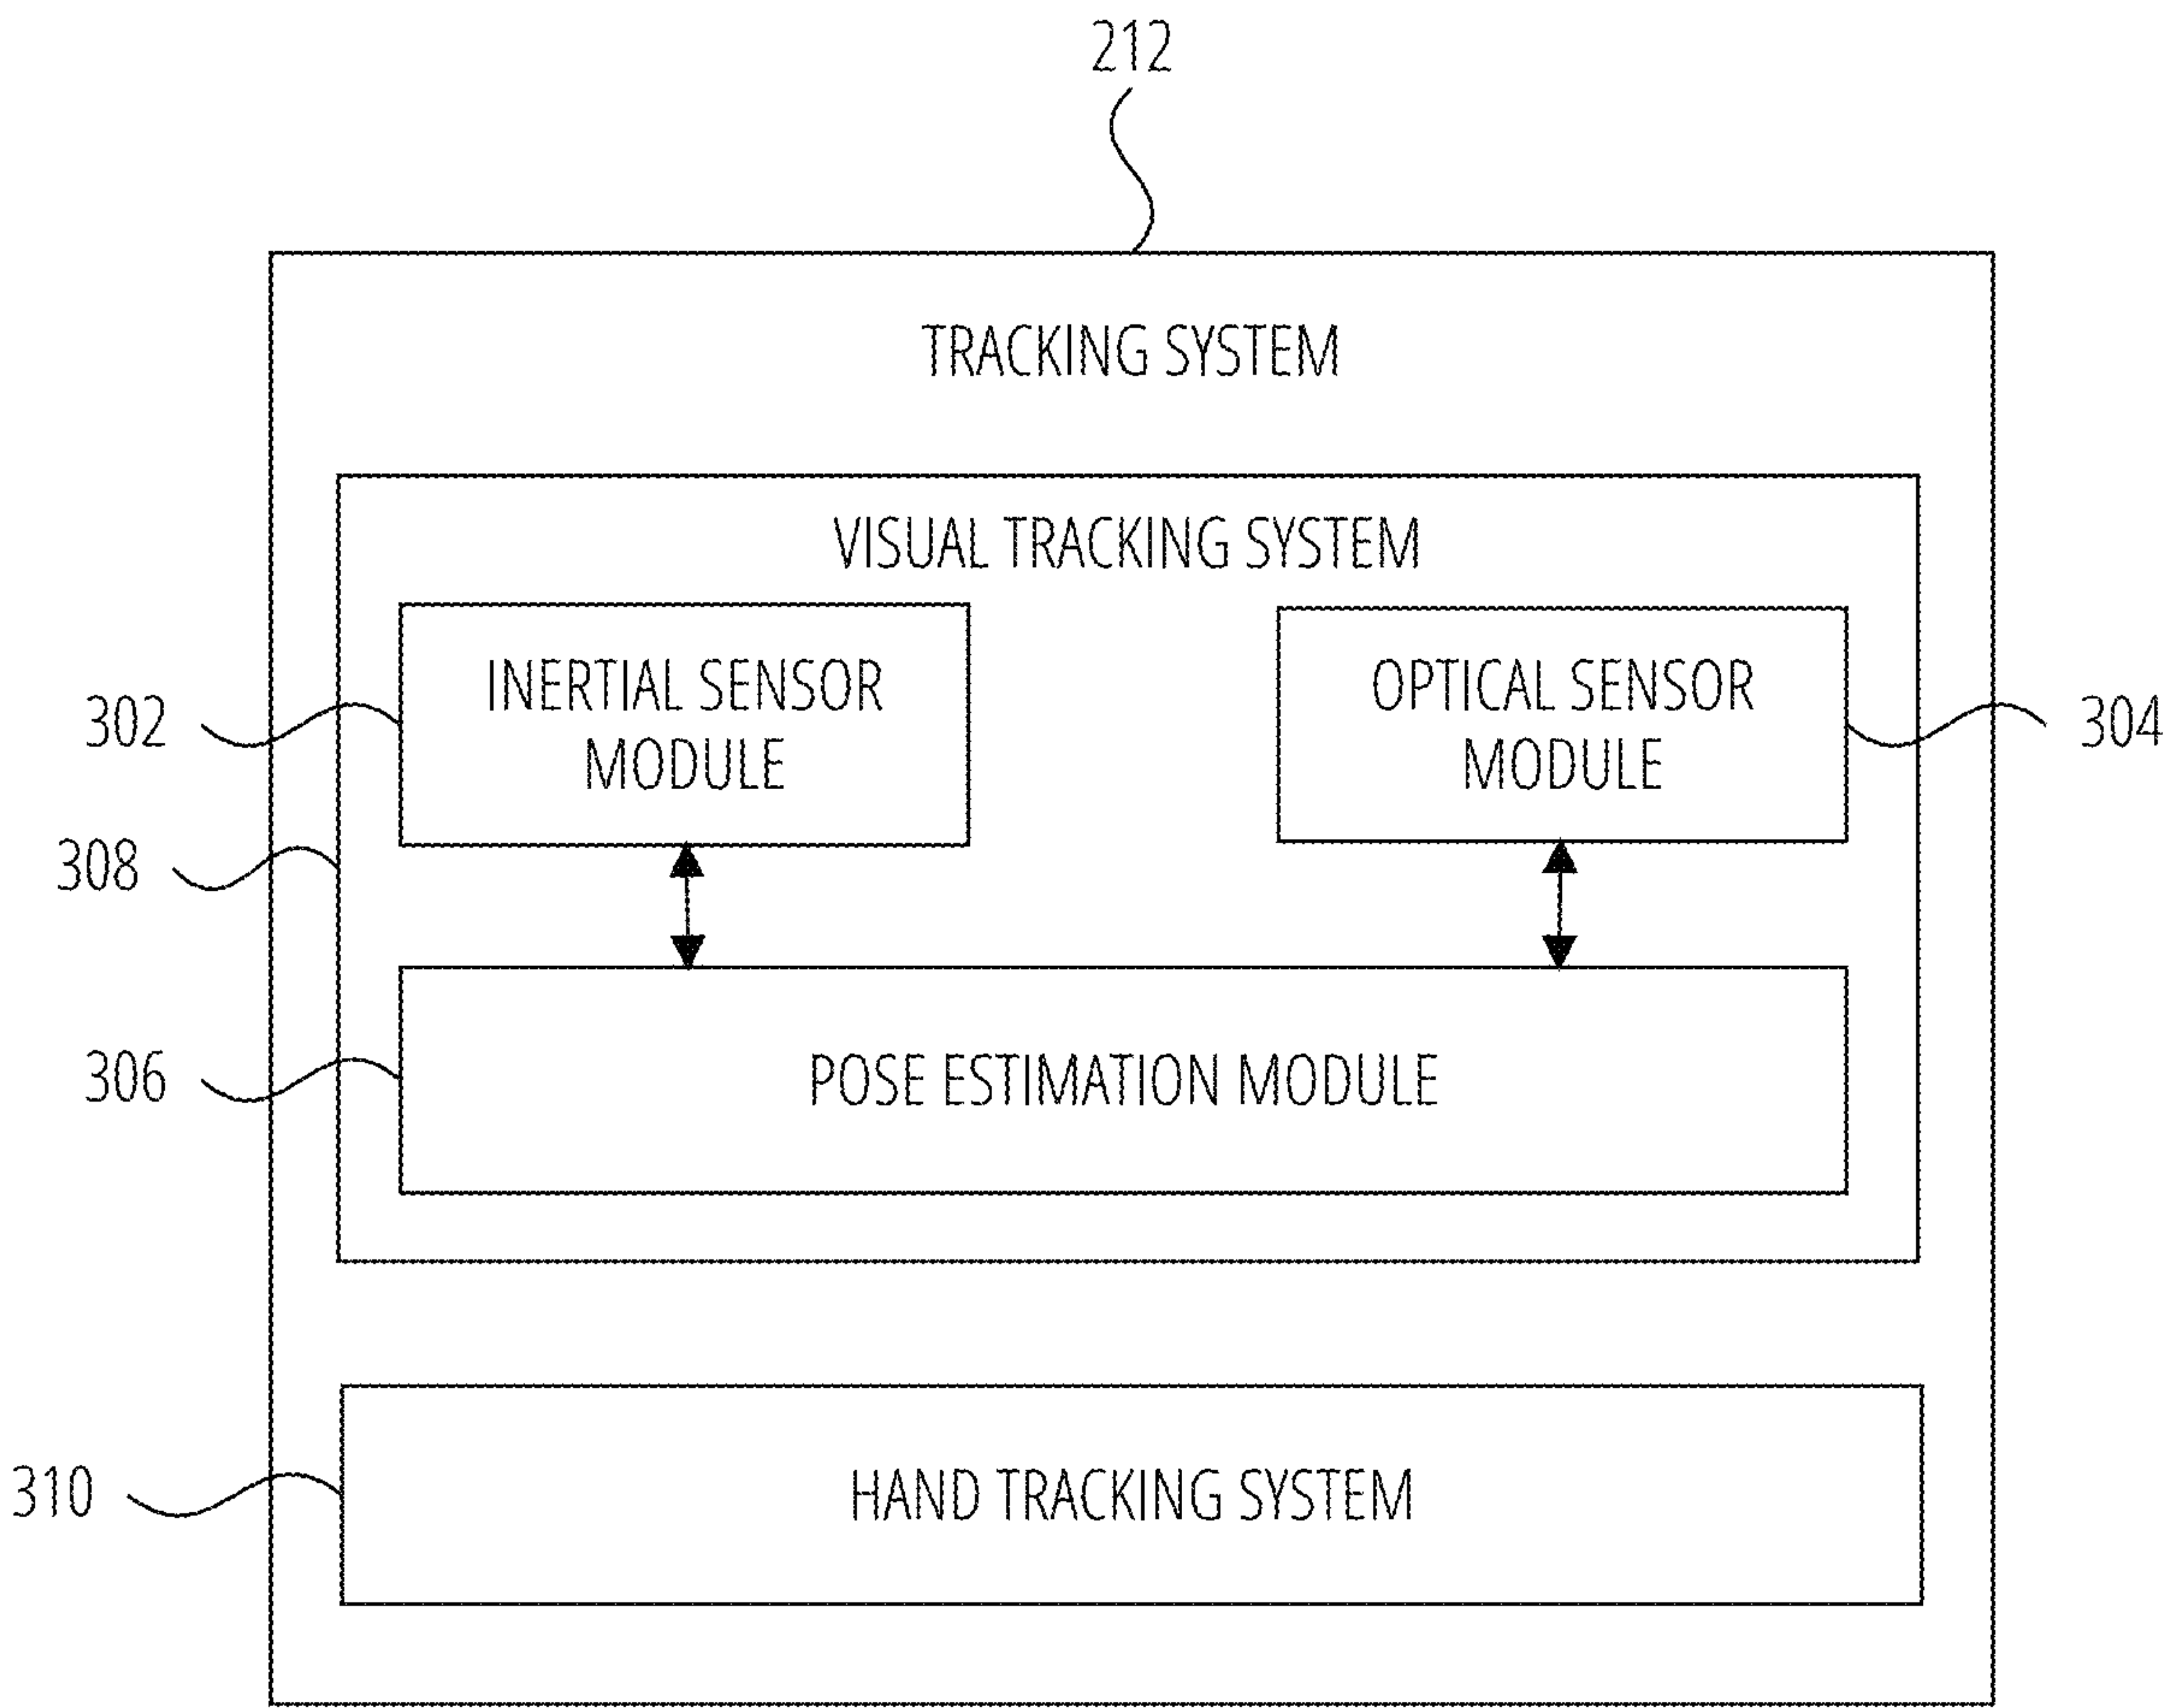 212
TRACKING SYSTEM
VISUAL TRACKING SYSTEM
INERTIAL SENSOR
MODULE
OPTICAL SENSOR
MODULE
302
304
308
306
POSE ESTIMATION MODULE
310
HAND TRACKING SYSTEM